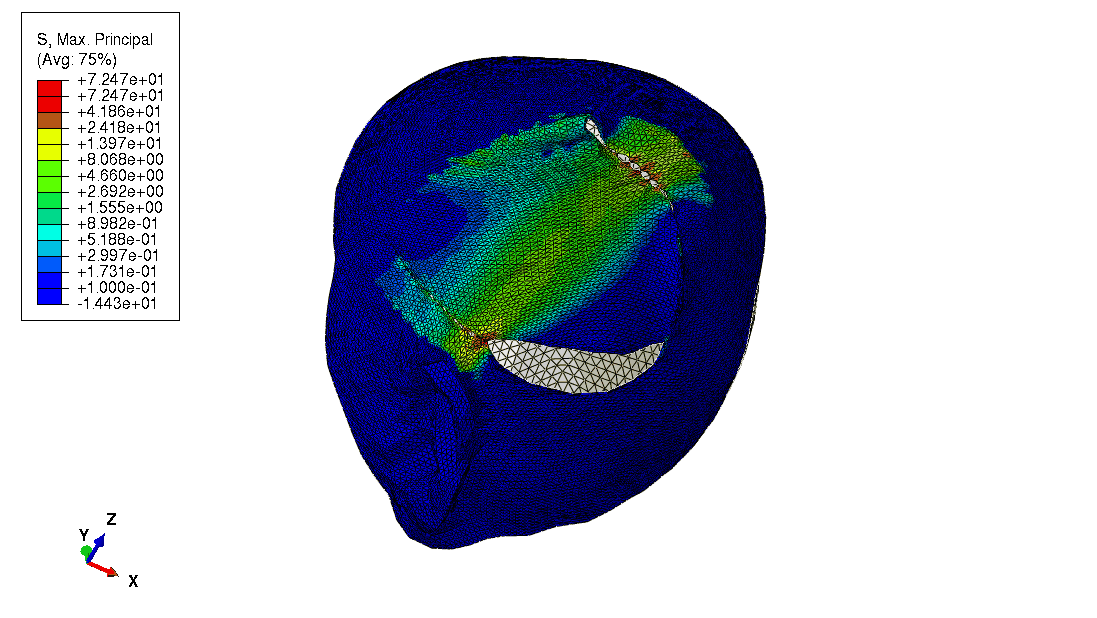 S, Max. Principal
(Avg: 75%)
+7.247e+01
+7.247e+01
+4.186e+01
+2.418e+01
+1.397e+01
+8.068e+00
+4.660e+00
+2.692e+00
+1.555e+00
+8.982e-01
+5.188e-01
+2.997e-01
+1.731e-01
+1.000e-01
-1.443e+01
Z
Y
X